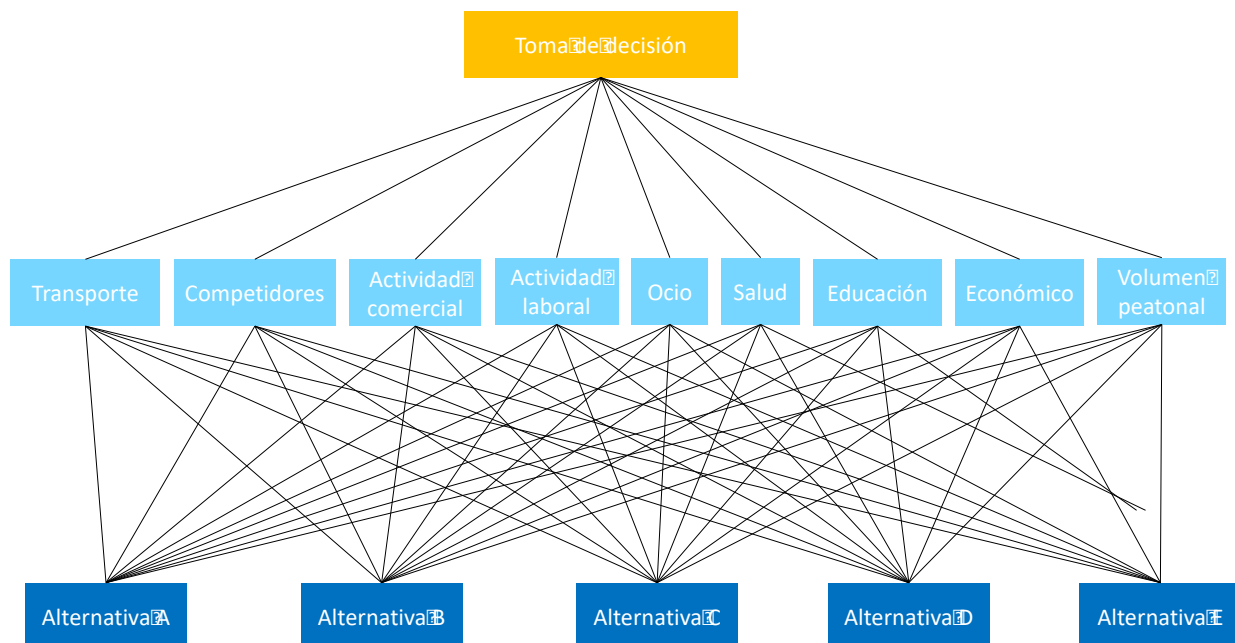 Toma de decisión
Transporte
Competidores
Actividad
comercial
Actividad
laboral
Ocio
Salud
Educación
Económico
Volumen
peatonal
Alternativa A
Alternativa B
Alternativa C
Alternativa D
Alternativa E